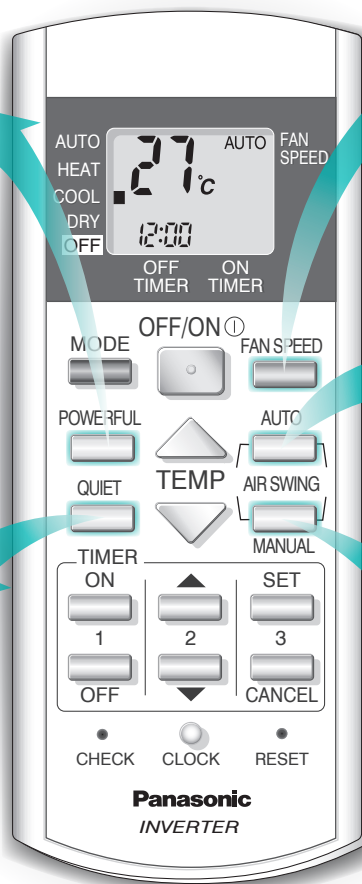 AUTO
HEAT
COOL
DRY
OFF
27°C
AUTO
FAN
SPEED
12:00
OFF
TIMER
ON
TIMER
OFF/ON
MODE
FAN SPEED
POWERFUL
AUTO
TEMP
QUIET
AIR SWING
MANUAL
TIMER
ON
SET
1
2
3
OFF
CANCEL
CHECK
CLOCK
RESET
Panasonic
INVERTER